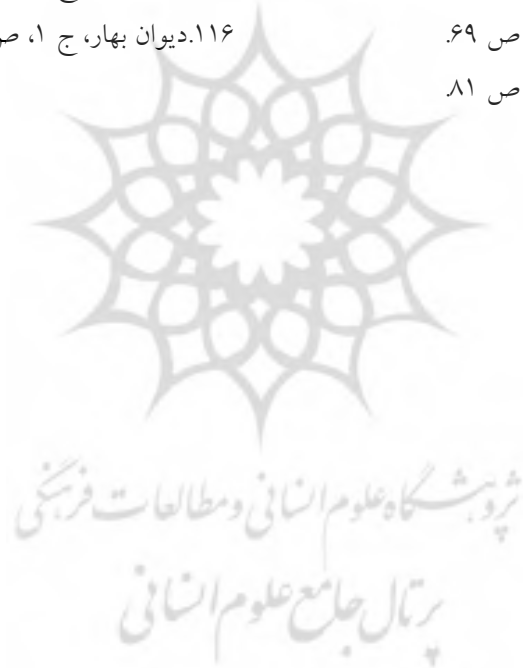 ۱۱۶.دیوان بهار، ج ۱، ص
ص ۶۹.
ص ۸۱.
پژوهشگاه علوم انسانی و مطالعات فرهنگی
پرتال جامع علوم انسانی